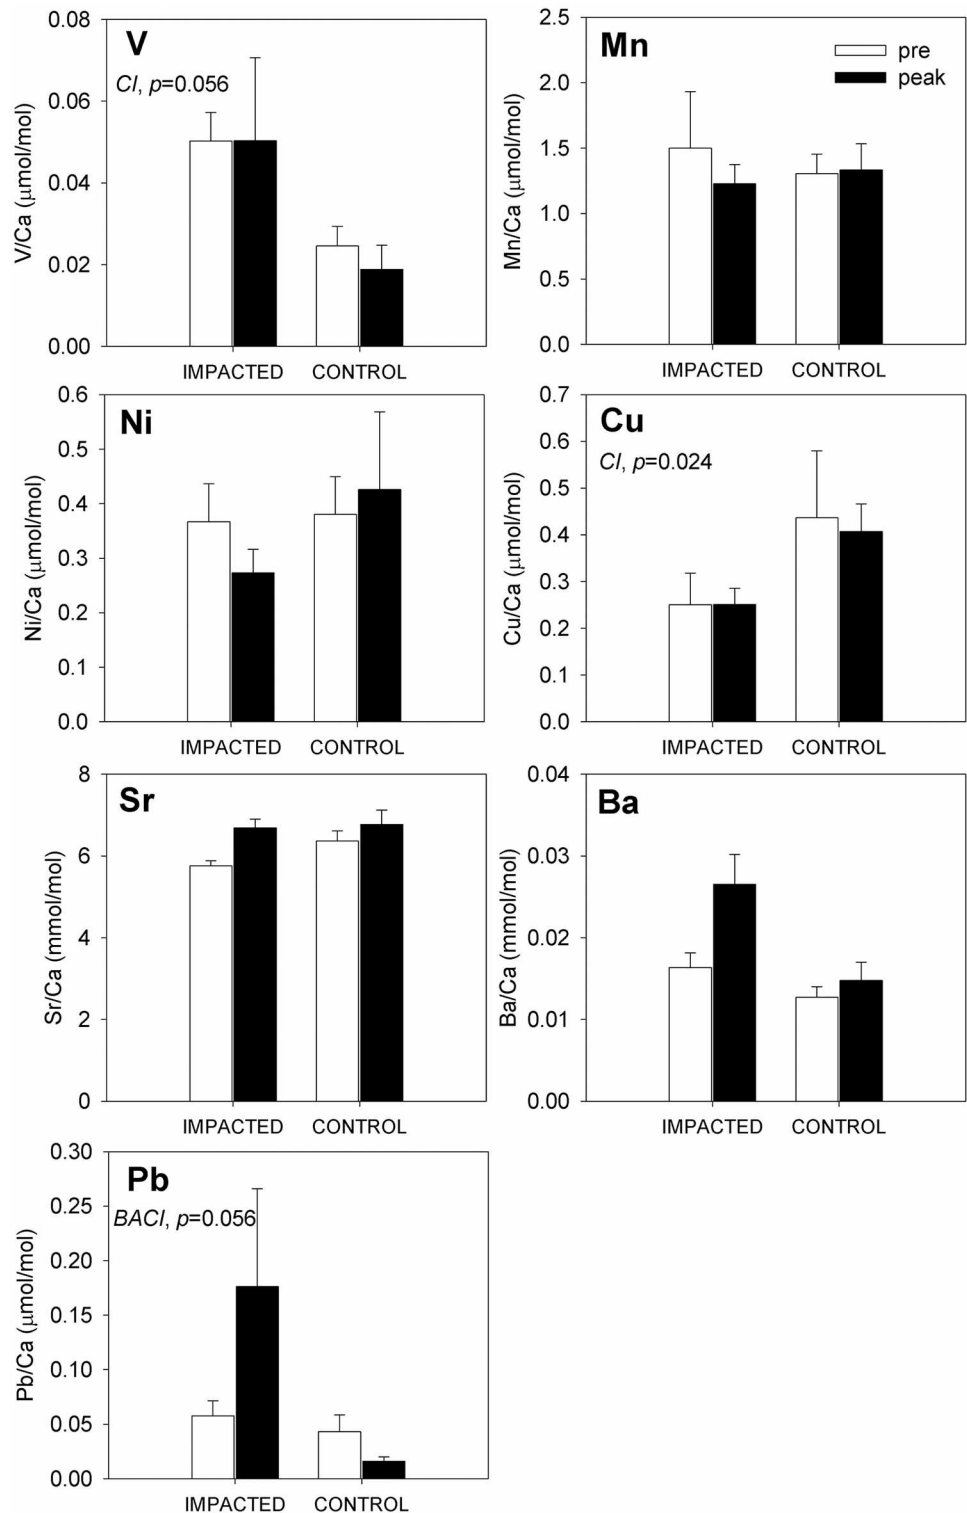 V
CI, p=0.056
V/Ca (μmol/mol)
0.08
0.06
0.04
0.02
0.00
IMPACTED CONTROL
Mn
pre
peak
Mn/Ca (μmol/mol)
2.5
2.0
1.5
1.0
0.5
0.0
IMPACTED CONTROL
Ni
Ni/Ca (μmol/mol)
0.6
0.5
0.4
0.3
0.2
0.1
0.0
IMPACTED CONTROL
Cu
CI, p=0.024
Cu/Ca (μmol/mol)
0.7
0.6
0.5
0.4
0.3
0.2
0.1
0.0
IMPACTED CONTROL
Sr
Sr/Ca (mmol/mol)
8
6
4
2
0
IMPACTED CONTROL
Ba
Ba/Ca (mmol/mol)
0.04
0.03
0.02
0.01
0.00
IMPACTED CONTROL
Pb
BACI, p=0.056
Pb/Ca (μmol/mol)
0.30
0.25
0.20
0.15
0.10
0.05
0.00
IMPACTED CONTROL